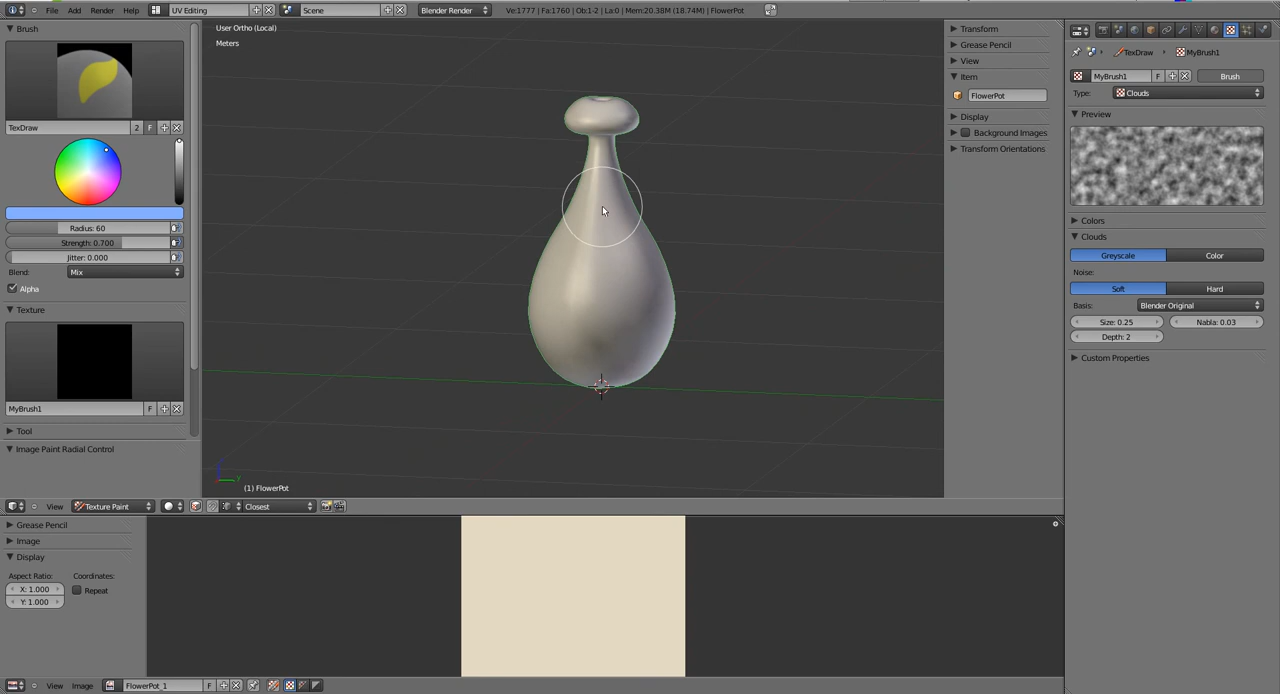 File Add Render Help UV Editing Scene Blender Render Ve:1777 | Fa:1760 | Ob:1-2 | La:0 | Mem:20.38M (18.74M) | FlowerPot
Brush
TexDraw 2 F
Radius: 60
Strength: 0.700
Jitter: 0.000
Blend: Mix
Alpha
Texture
MyBrush1 F
Tool
Image Paint Radial Control
User Ortho (Local)
Meters
(1) FlowerPot
View Texture Paint Closest
Transform
Grease Pencil
View
Item
FlowerPot
Display
Background Images
Transform Orientations
TexDraw MyBrush1
MyBrush1 F Brush
Type: Clouds
Preview
Colors
Clouds
Greyscale Color
Noise:
Soft Hard
Basis: Blender Original
Size: 0.25 Nabla: 0.03
Depth: 2
Custom Properties
Grease Pencil
Image
Display
Aspect Ratio: Coordinates:
X: 1.000 Repeat
Y: 1.000
View Image FlowerPot_1 F